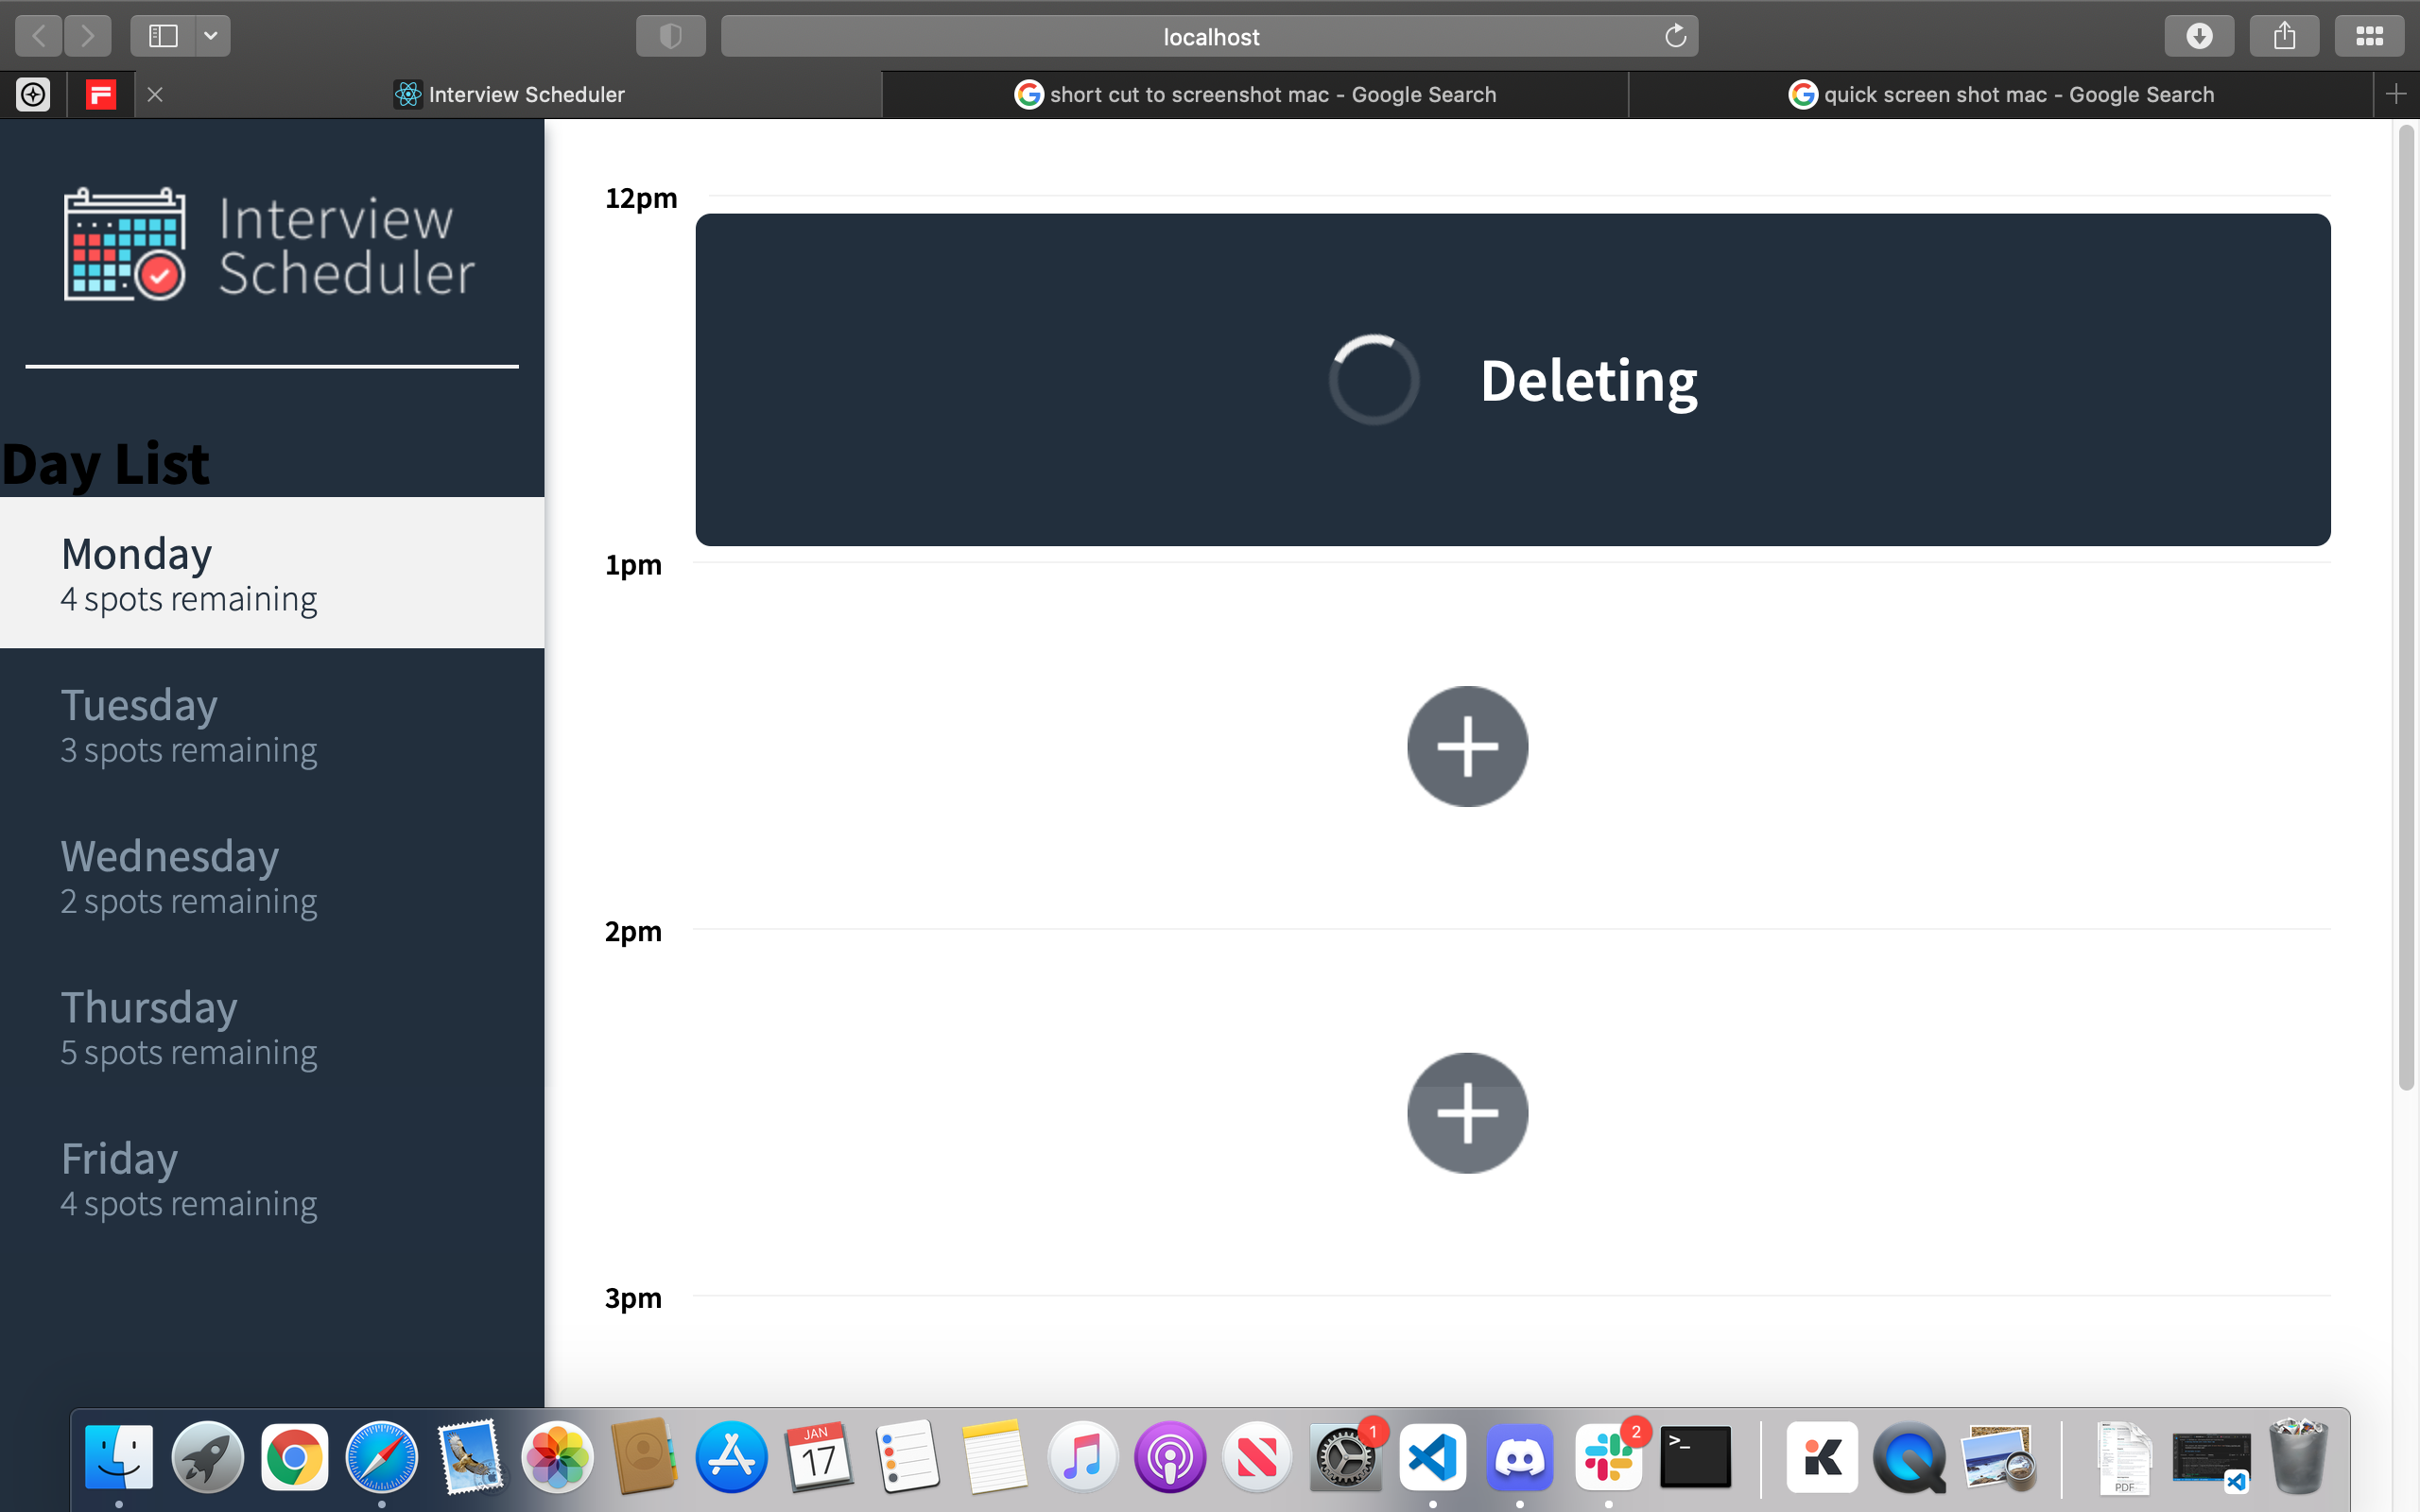 localhost
Interview Scheduler
short cut to screenshot mac - Google Search
quick screen shot mac - Google Search
Interview
Scheduler
Day List
Monday
4 spots remaining
Tuesday
3 spots remaining
Wednesday
2 spots remaining
Thursday
5 spots remaining
Friday
4 spots remaining
12pm
Deleting
1pm
2pm
3pm
JAN
17
1
2
>_
PDF